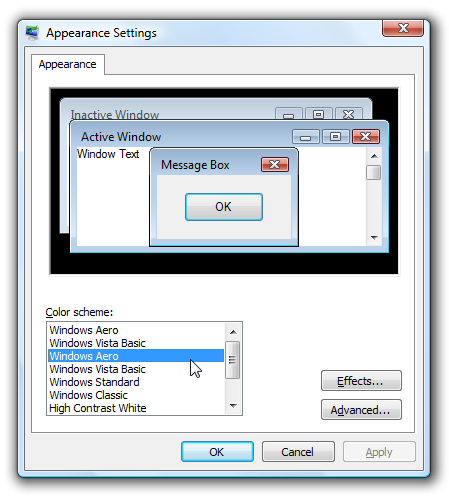 Appearance Settings
Appearance
Inactive Window
Active Window
Window Text
Message Box
OK
Color scheme:
Windows Aero
Windows Vista Basic
Windows Aero
Windows Vista Basic
Windows Standard
Windows Classic
High Contrast White
Effects...
Advanced...
OK Cancel Apply